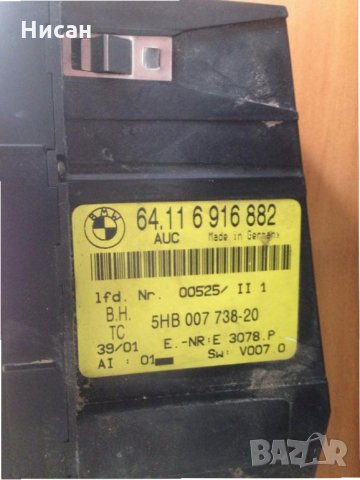 Нисан
BMW
64.11 6 916 882
AUC Made in Germany
lfd. Nr. 00525/ II 1
B.H. 5HB 007 738-20
TC
39/01 E.-NR:E 3078.P
AI : 01 SW: V007.0
BAZAR